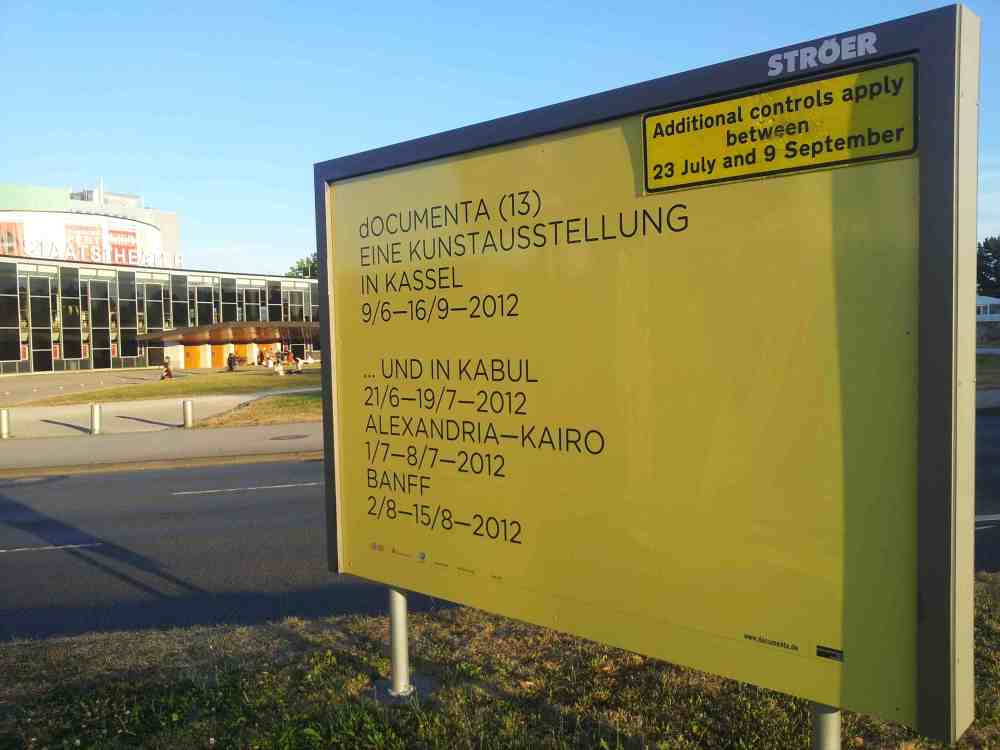 STRÖER
Additional controls apply
between
23 July and 9 September
dOCUMENTA (13)
EINE KUNSTAUSSTELLUNG
IN KASSEL
9/6–16/9–2012
... UND IN KABUL
21/6–19/7–2012
ALEXANDRIA–KAIRO
1/7–8/7–2012
BANFF
2/8–15/8–2012
www.documenta.de
STAATSTHEATER